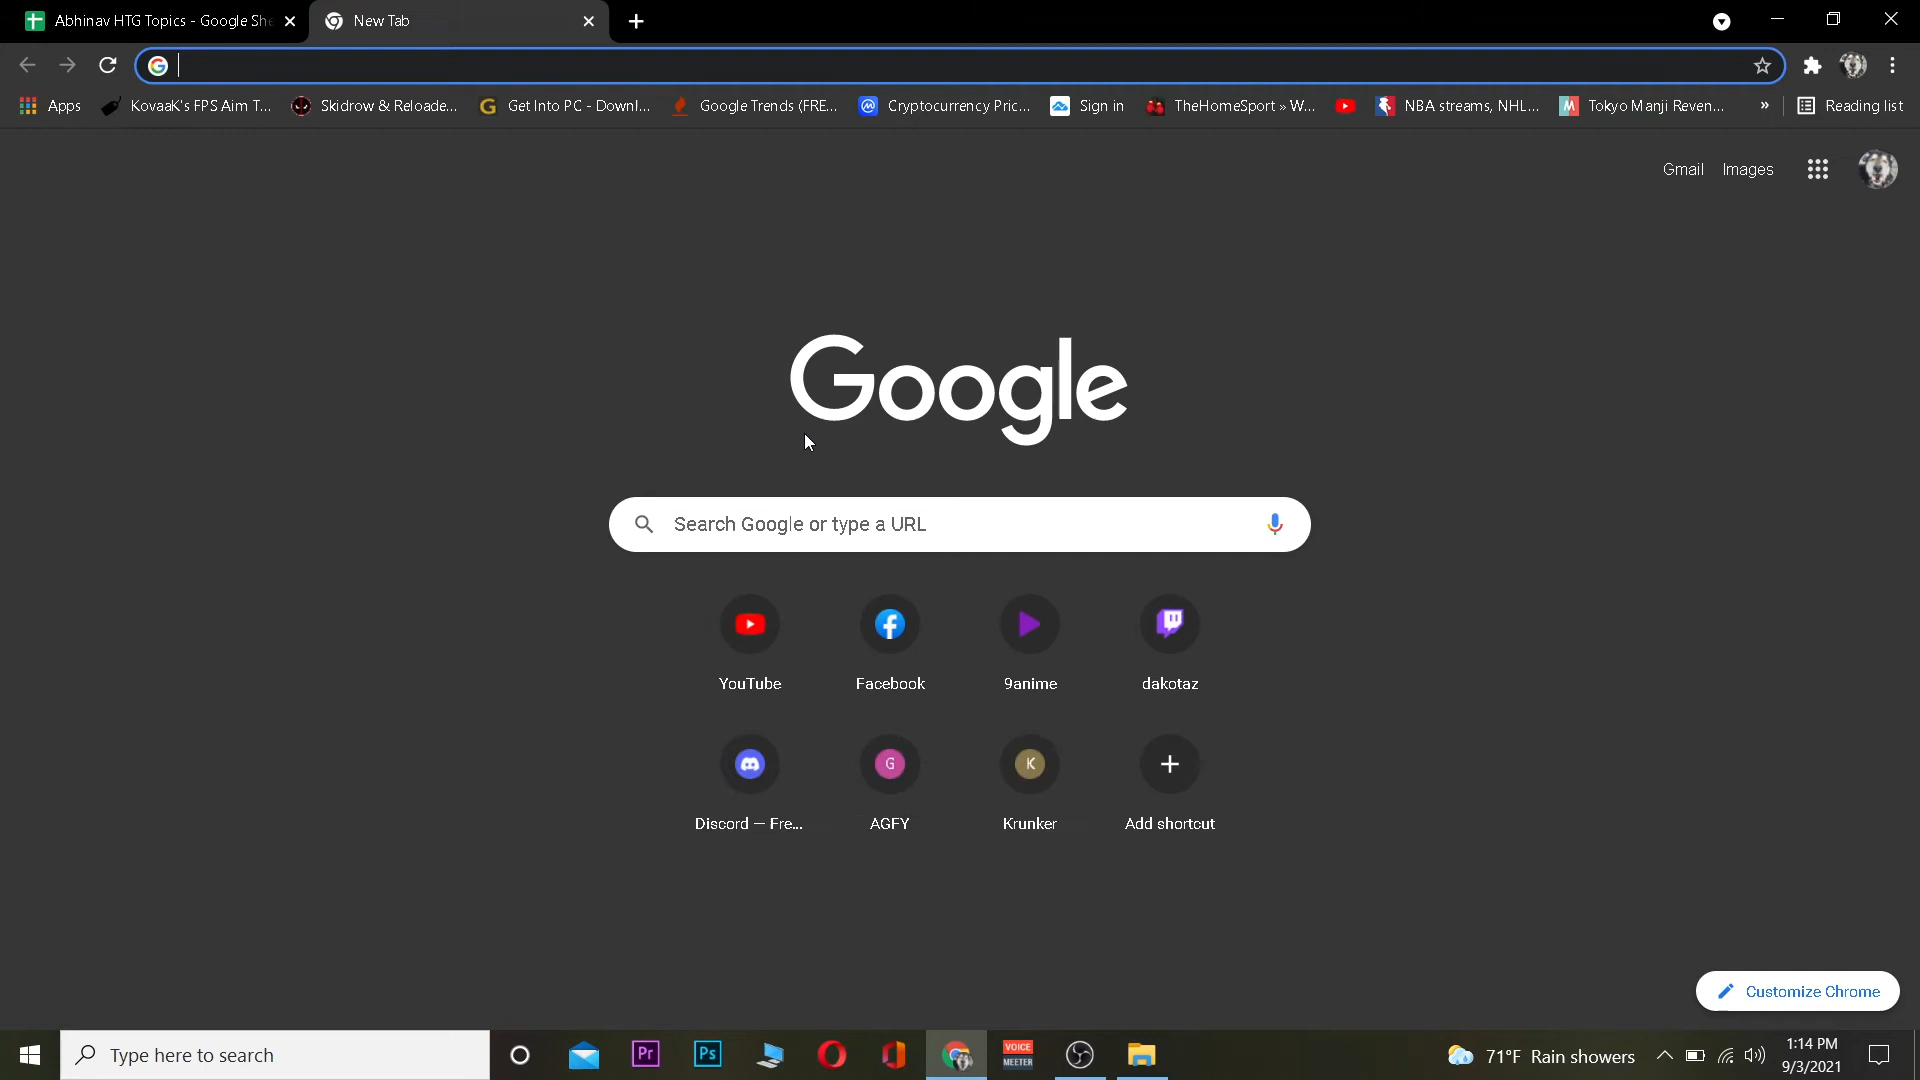 Abhinav HTG Topics - Google She
New Tab
Apps
KovaaK's FPS Aim T...
Skidrow & Reloade...
Get Into PC - Downl...
Google Trends (FRE...
Cryptocurrency Pric...
Sign in
TheHomeSport » W...
NBA streams, NHL...
Tokyo Manji Reven...
»
Reading list
Gmail
Images
Google
Search Google or type a URL
YouTube
Facebook
9anime
dakotaz
G
K
Discord — Fre...
AGFY
Krunker
Add shortcut
Customize Chrome
Type here to search
Pr
Ps
VOICE
MEETER
71°F Rain showers
1:14 PM
9/3/2021